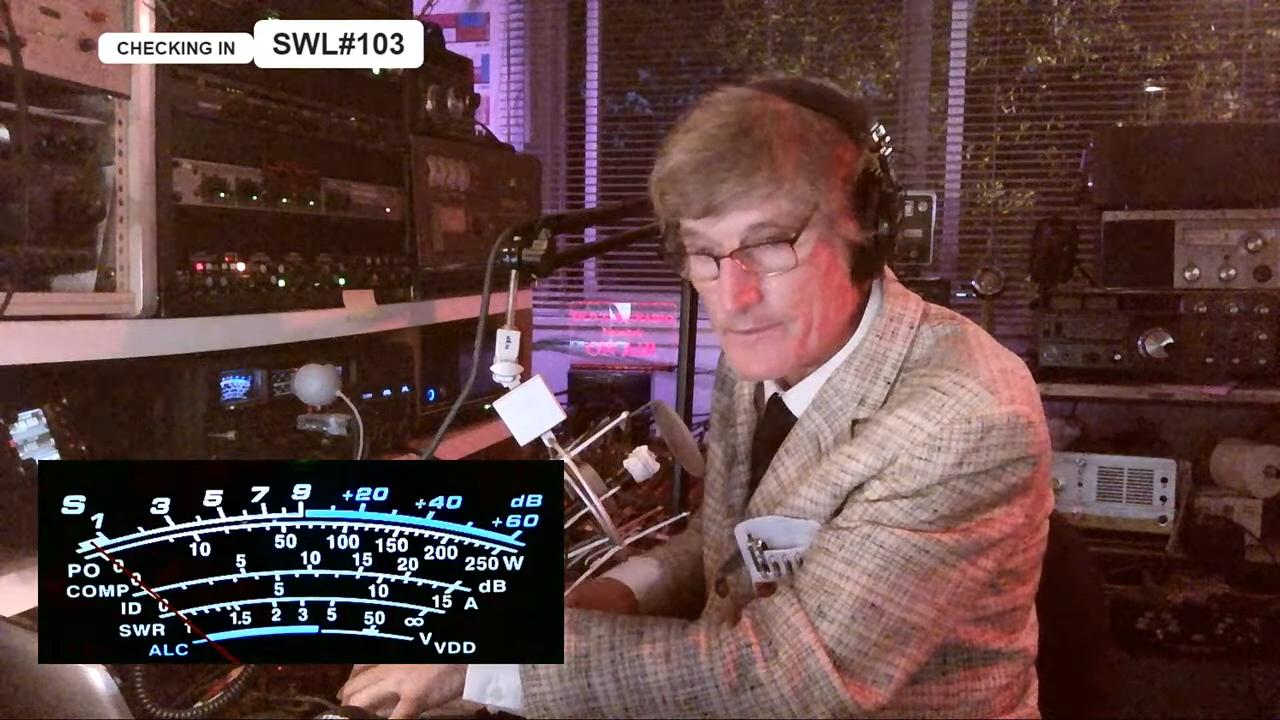 CHECKING IN SWL#103
S 1 3 5 7 9 +20 +40 +60 dB
PO 0 10 50 100 150 200 250 W
COMP 0 5 10 15 20 dB
ID 0 5 10 15 A
SWR 1 1.5 2 3 5 50 ∞
ALC V VDD